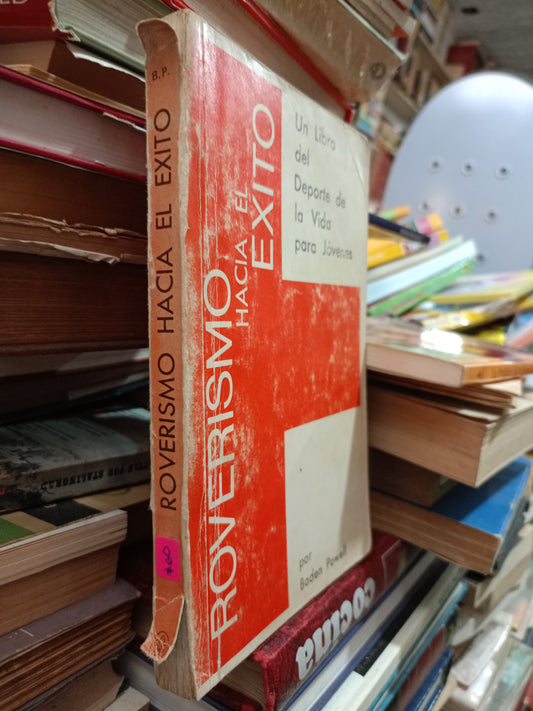 B.P.
ROVERISMO HACIA EL EXITO
$60
ROVERISMO
HACIA EL
EXITO
Un Libro
del
Deporte de
la Vida
para Jóvenes
por
Baden Powell
cocina